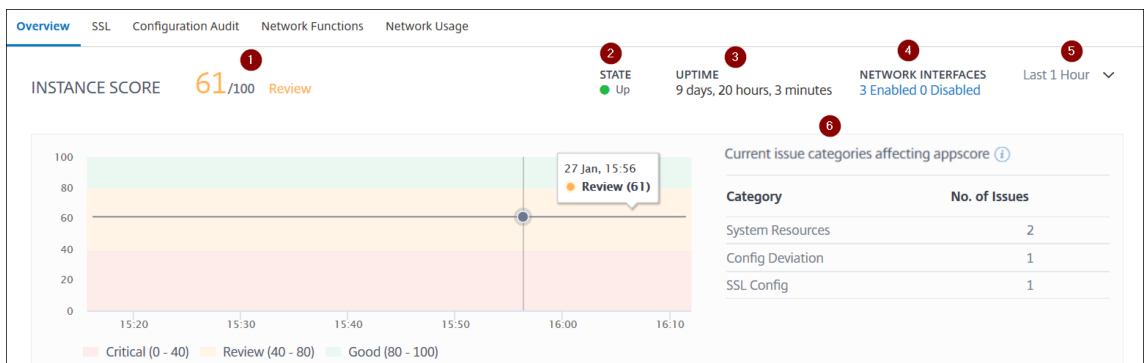 Overview SSL Configuration Audit Network Functions Network Usage
1 2 3 4 5
INSTANCE SCORE 61/100 Review STATE UPTIME NETWORK INTERFACES Last 1 Hour
Up 9 days, 20 hours, 3 minutes 3 Enabled 0 Disabled
6
Current issue categories affecting appscore i
100
80
60
40
20
0
27 Jan, 15:56
Review (61)
15:20 15:30 15:40 15:50 16:00 16:10
Critical (0 - 40) Review (40 - 80) Good (80 - 100)
Category No. of Issues
System Resources 2
Config Deviation 1
SSL Config 1